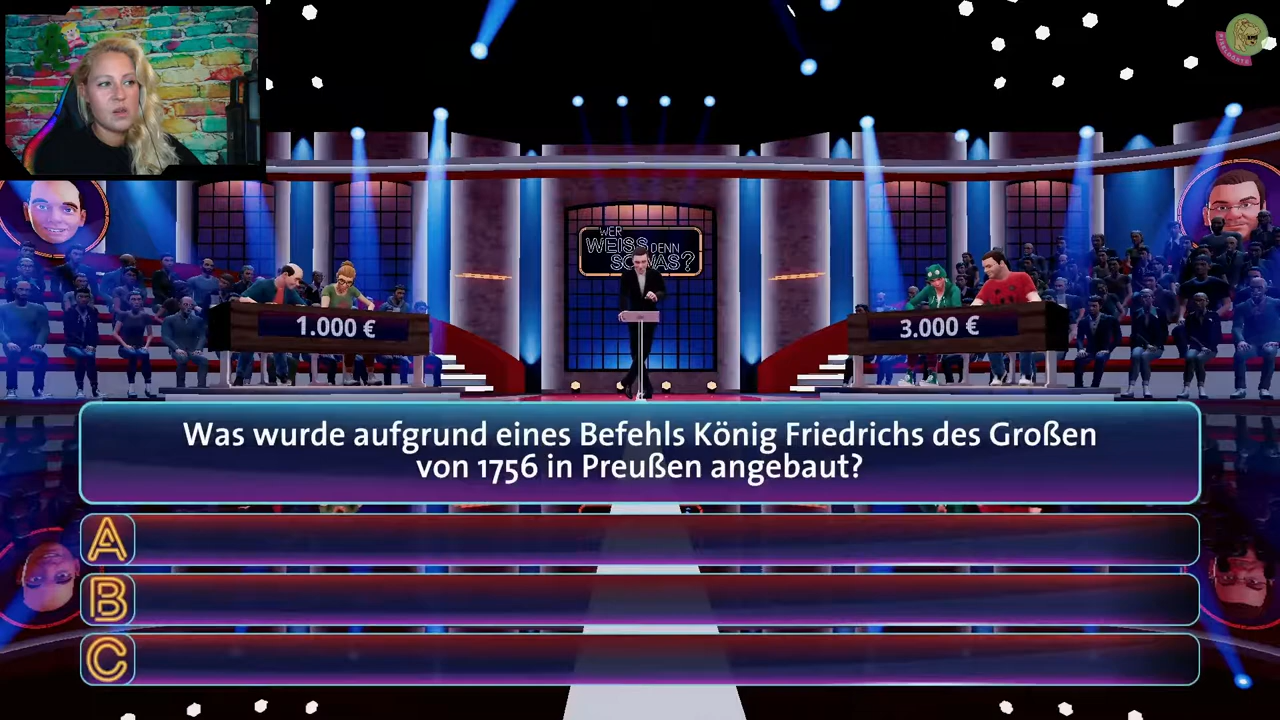 WER
WEISS DENN
SOWAS?
1.000 €
3.000 €
Was wurde aufgrund eines Befehls König Friedrichs des Großen
von 1756 in Preußen angebaut?
A
B
C